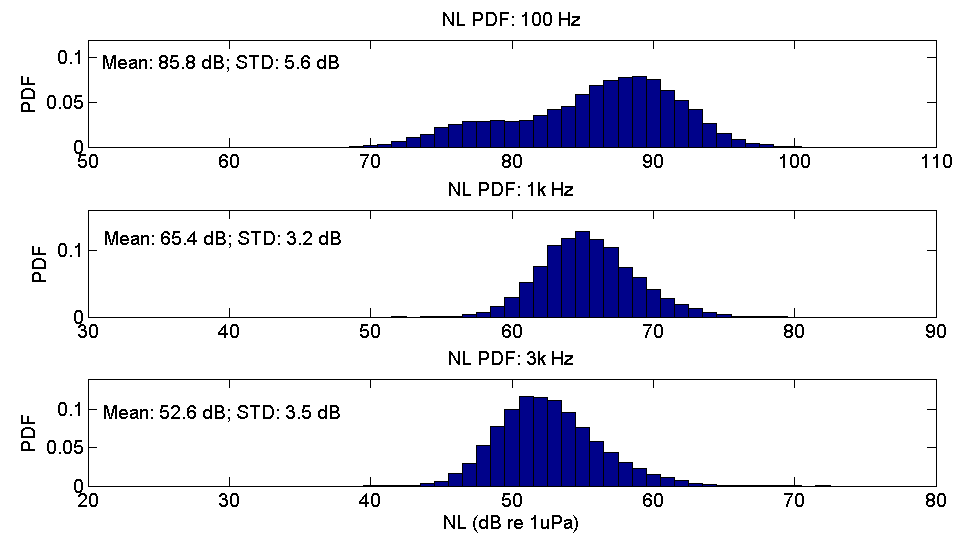 NL PDF: 100 Hz
Mean: 85.8 dB; STD: 5.6 dB
PDF
0.1
0.05
0
50 60 70 80 90 100 110
NL PDF: 1k Hz
Mean: 65.4 dB; STD: 3.2 dB
PDF
0.1
0
30 40 50 60 70 80 90
NL PDF: 3k Hz
Mean: 52.6 dB; STD: 3.5 dB
PDF
0.1
0.05
0
20 30 40 50 60 70 80
NL (dB re 1uPa)